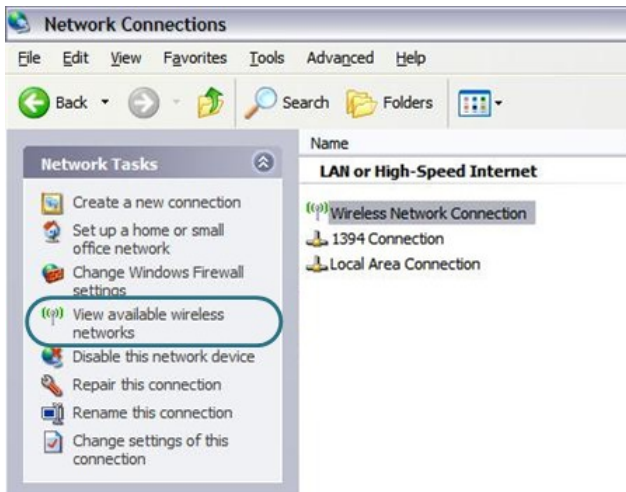 Network Connections
File Edit View Favorites Tools Advanced Help
Back Search Folders
Network Tasks
Create a new connection
Set up a home or small
office network
Change Windows Firewall
settings
View available wireless
networks
Disable this network device
Repair this connection
Rename this connection
Change settings of this
connection
Name
LAN or High-Speed Internet
Wireless Network Connection
1394 Connection
Local Area Connection